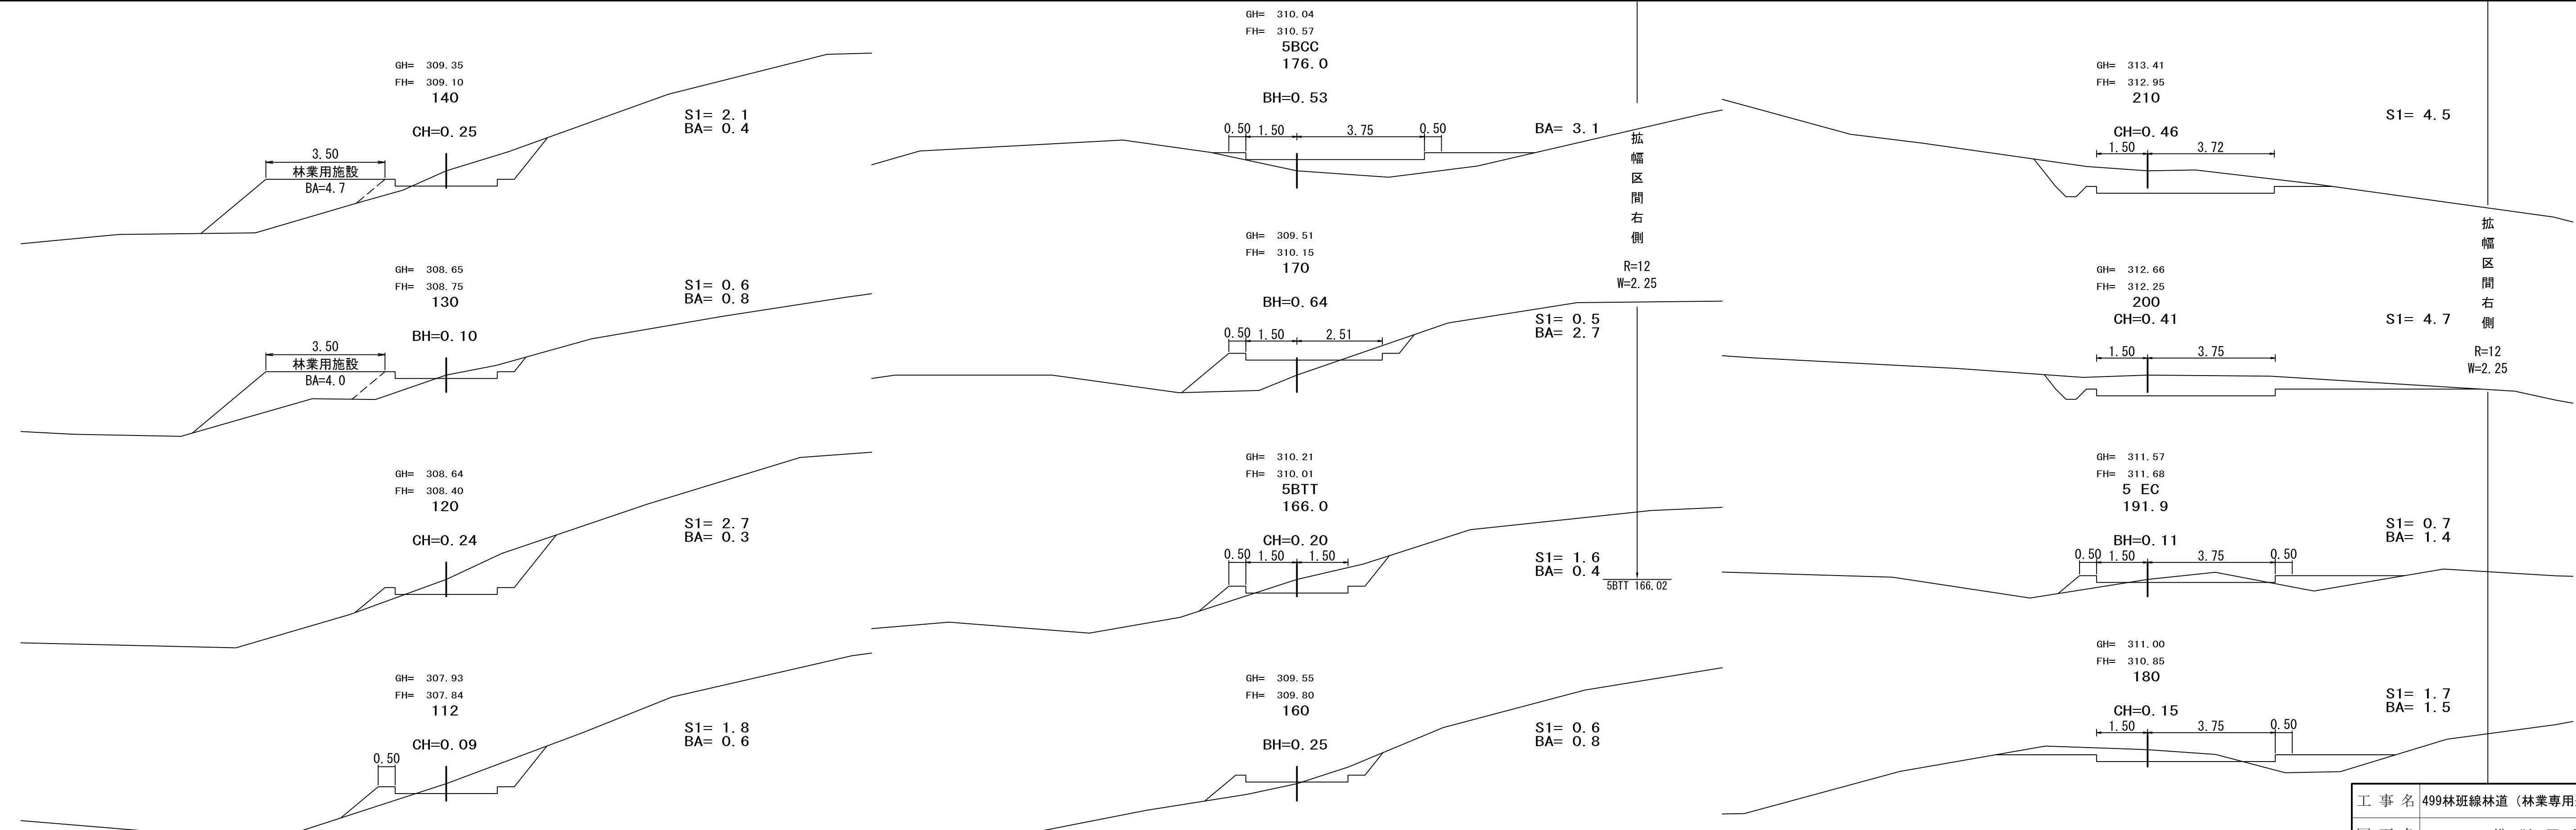 GH= 309.35
FH= 309.10
140
CH=0.25
S1= 2.1
BA= 0.4
3.50
林業用施設
BA=4.7
GH= 308.65
FH= 308.75
130
BH=0.10
S1= 0.6
BA= 0.8
3.50
林業用施設
BA=4.0
GH= 308.64
FH= 308.40
120
CH=0.24
S1= 2.7
BA= 0.3
GH= 307.93
FH= 307.84
112
CH=0.09
S1= 1.8
BA= 0.6
0.50
GH= 310.04
FH= 310.57
5BCC
176.0
BH=0.53
0.50 1.50 3.75 0.50
BA= 3.1
GH= 309.51
FH= 310.15
170
BH=0.64
0.50 1.50 2.51
S1= 0.5
BA= 2.7
GH= 310.21
FH= 310.01
5BTT
166.0
CH=0.20
0.50 1.50 1.50
S1= 1.6
BA= 0.4
GH= 309.55
FH= 309.80
160
BH=0.25
S1= 0.6
BA= 0.8
拡幅区間右側
R=12
W=2.25
5BTT 166.02
GH= 313.41
FH= 312.95
210
CH=0.46
1.50 3.72
S1= 4.5
GH= 312.66
FH= 312.25
200
CH=0.41
1.50 3.75
S1= 4.7
GH= 311.57
FH= 311.68
5 EC
191.9
BH=0.11
0.50 1.50 3.75 0.50
S1= 0.7
BA= 1.4
GH= 311.00
FH= 310.85
180
CH=0.15
1.50 3.75 0.50
S1= 1.7
BA= 1.5
拡幅区間右側
R=12
W=2.25
工事名 499林班線林道（林業専用